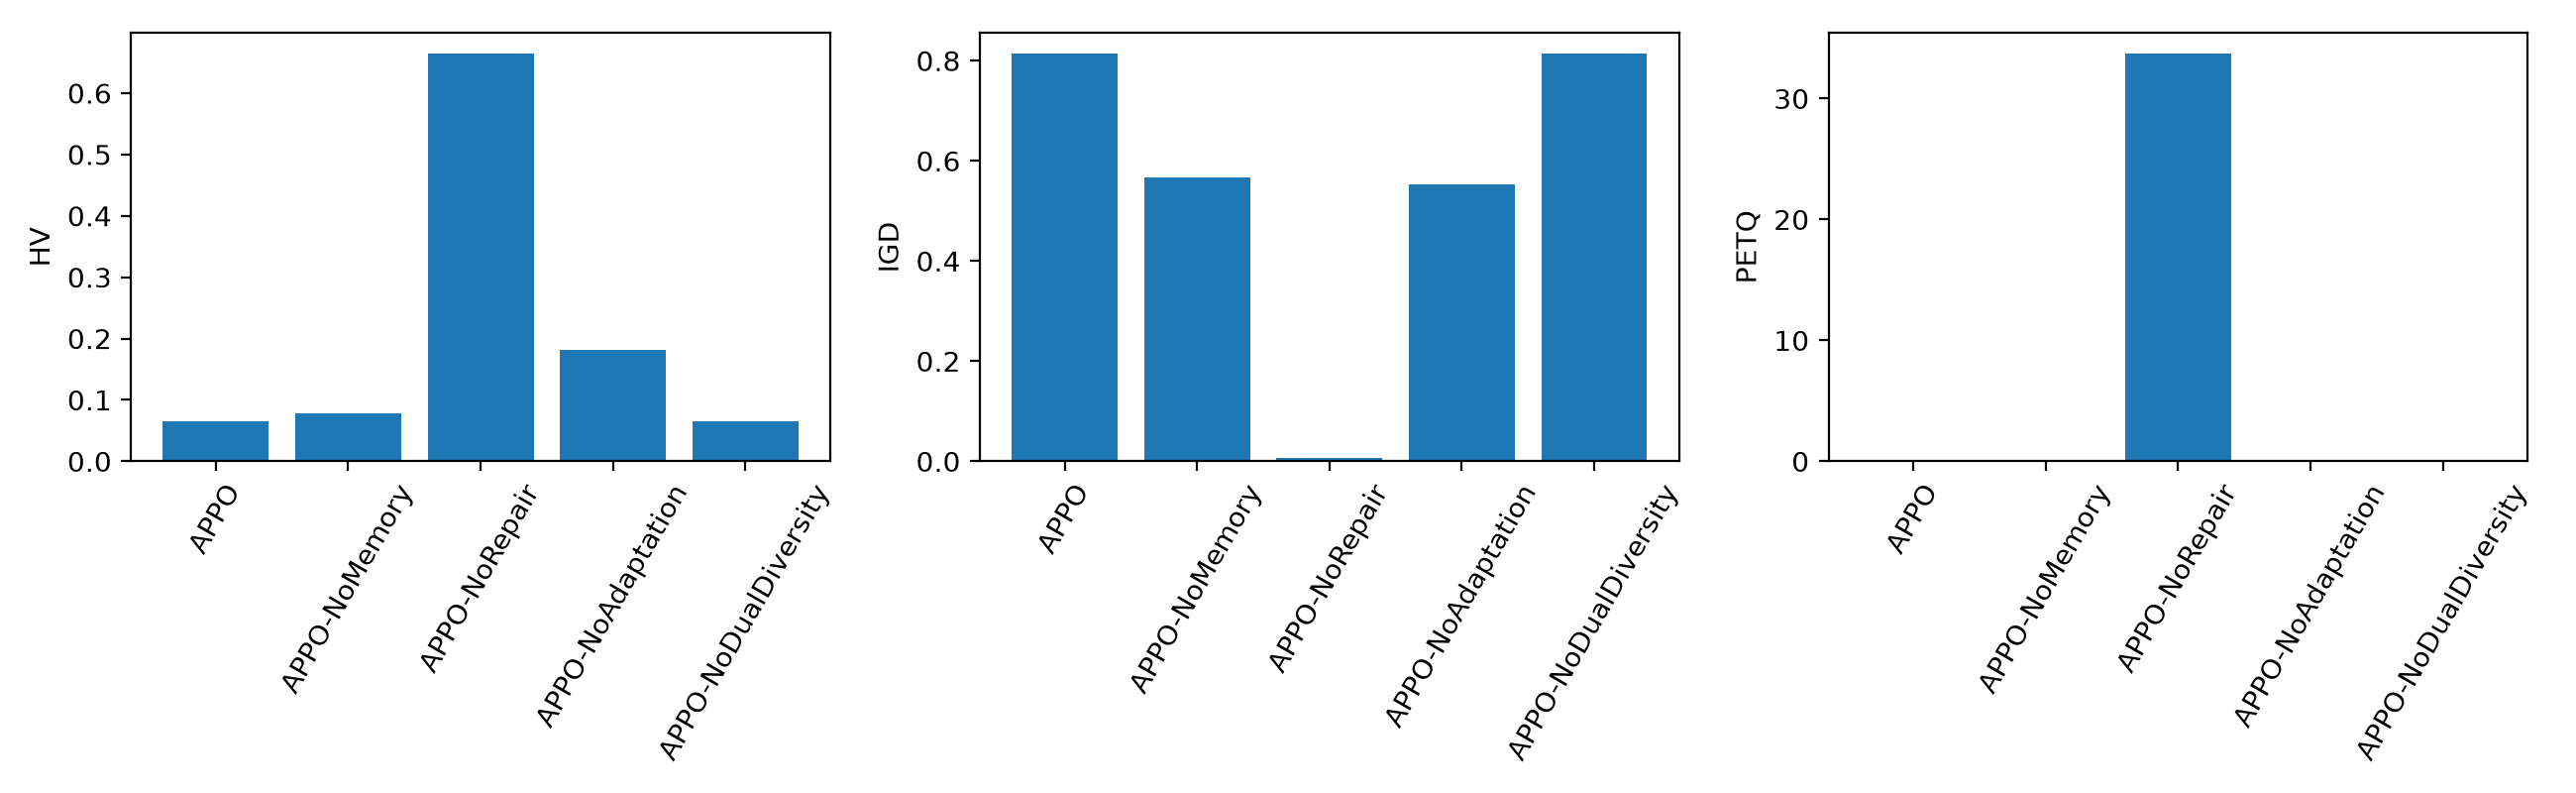 HV
0.6
0.5
0.4
0.3
0.2
0.1
0.0
APPO
APPO-NoMemory
APPO-NoRepair
APPO-NoAdaptation
APPO-NoDualDiversity
IGD
0.8
0.6
0.4
0.2
0.0
APPO
APPO-NoMemory
APPO-NoRepair
APPO-NoAdaptation
APPO-NoDualDiversity
PETQ
30
20
10
0
APPO
APPO-NoMemory
APPO-NoRepair
APPO-NoAdaptation
APPO-NoDualDiversity